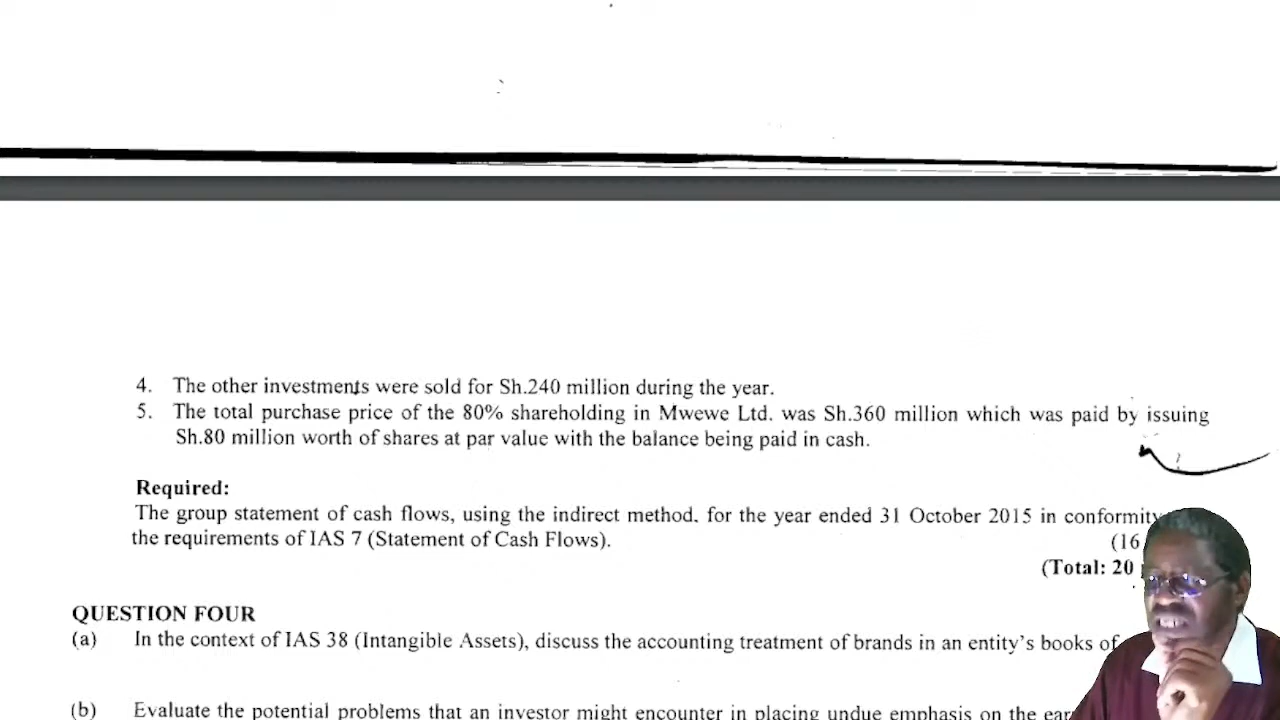 4. The other investments were sold for Sh.240 million during the year.
5. The total purchase price of the 80% shareholding in Mwewe Ltd. was Sh.360 million which was paid by issuing
Sh.80 million worth of shares at par value with the balance being paid in cash.
Required:
The group statement of cash flows, using the indirect method. for the year ended 31 October 2015 in conformity
the requirements of IAS 7 (Statement of Cash Flows). (16
(Total: 20
QUESTION FOUR
(a) In the context of IAS 38 (Intangible Assets), discuss the accounting treatment of brands in an entity's books of
(b) Evaluate the potential problems that an investor might encounter in placing undue emphasis on the